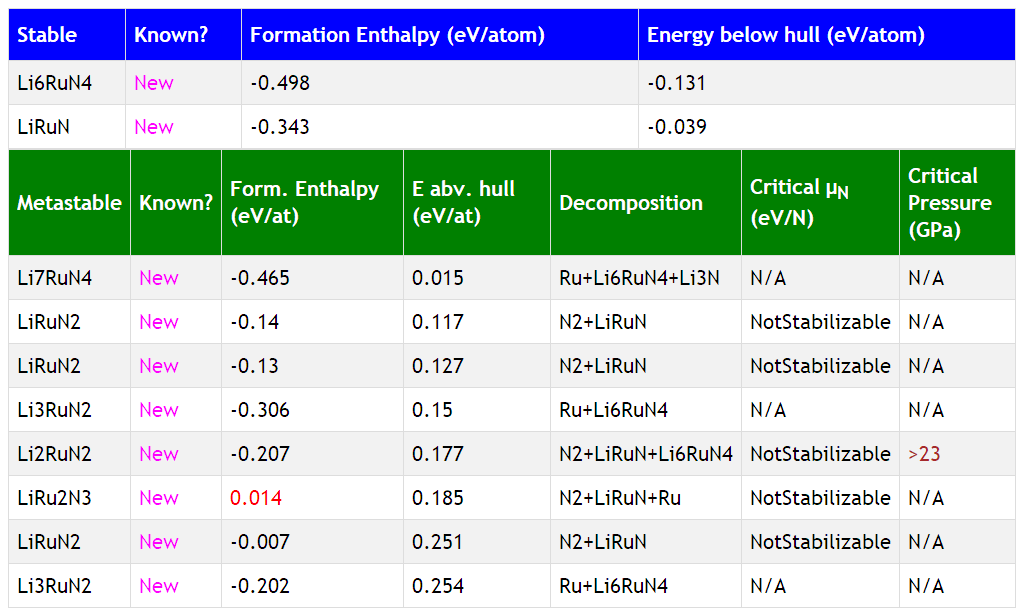 Stable Known? Formation Enthalpy (eV/atom) Energy below hull (eV/atom)
Li6RuN4 New -0.498 -0.131
LiRuN New -0.343 -0.039
Metastable Known? Form. Enthalpy (eV/at) E abv. hull (eV/at) Decomposition Critical μN (eV/N) Critical Pressure (GPa)
Li7RuN4 New -0.465 0.015 Ru+Li6RuN4+Li3N N/A N/A
LiRuN2 New -0.14 0.117 N2+LiRuN NotStabilizable N/A
LiRuN2 New -0.13 0.127 N2+LiRuN NotStabilizable N/A
Li3RuN2 New -0.306 0.15 Ru+Li6RuN4 N/A N/A
Li2RuN2 New -0.207 0.177 N2+LiRuN+Li6RuN4 NotStabilizable >23
LiRu2N3 New 0.014 0.185 N2+LiRuN+Ru NotStabilizable N/A
LiRuN2 New -0.007 0.251 N2+LiRuN NotStabilizable N/A
Li3RuN2 New -0.202 0.254 Ru+Li6RuN4 N/A N/A